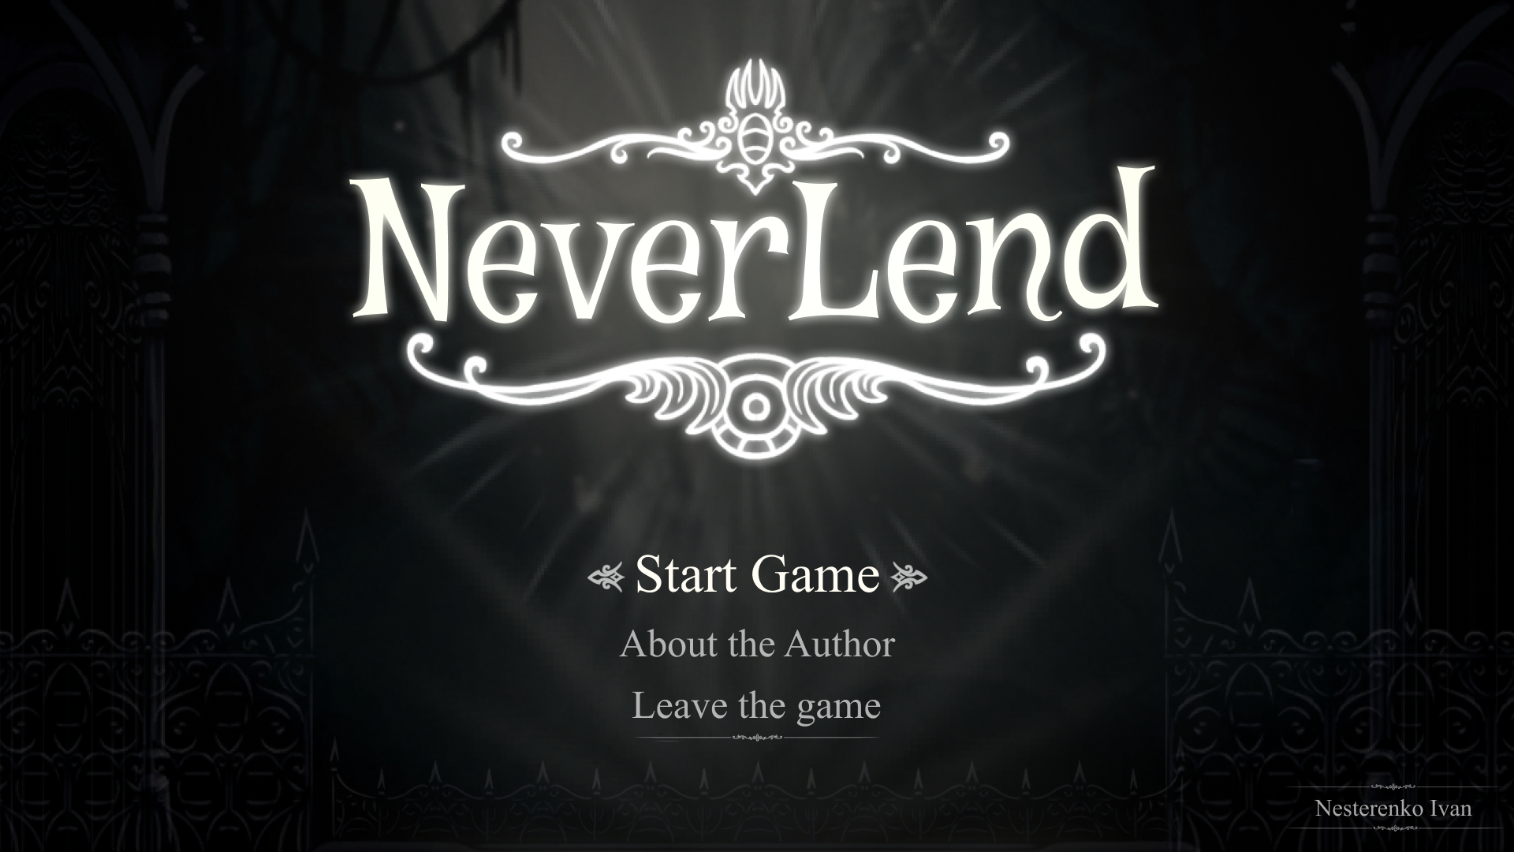 NeverLend
Start Game
About the Author
Leave the game
Nesterenko Ivan